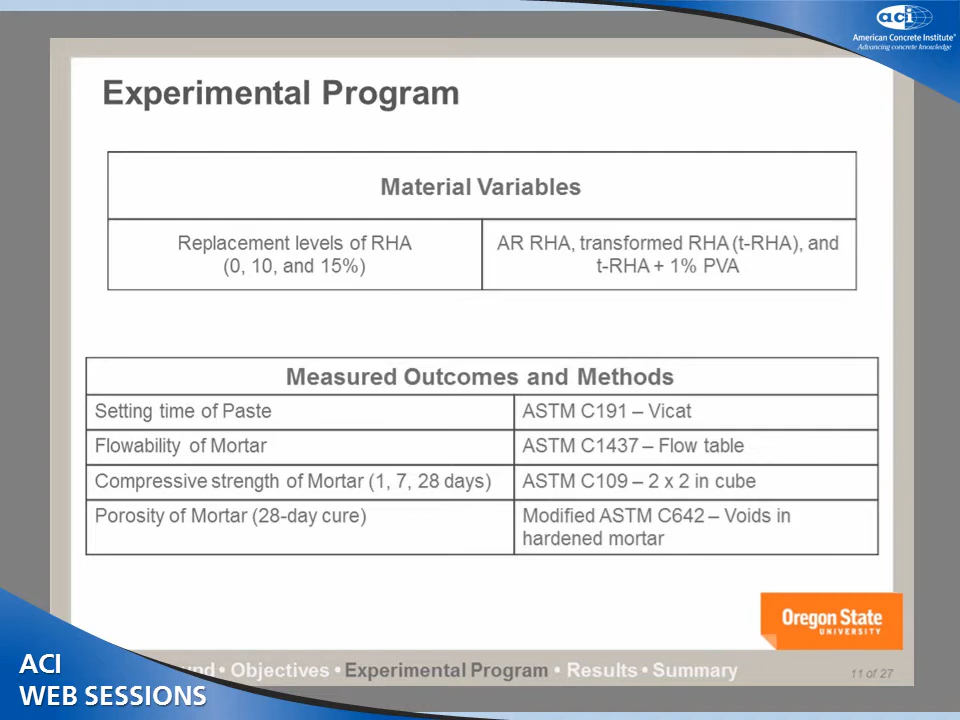 aci
American Concrete Institute®
Advancing concrete knowledge
Experimental Program
Material Variables
Replacement levels of RHA
(0, 10, and 15%)
AR RHA, transformed RHA (t-RHA), and
t-RHA + 1% PVA
Measured Outcomes and Methods
Setting time of Paste
ASTM C191 – Vicat
Flowability of Mortar
ASTM C1437 – Flow table
Compressive strength of Mortar (1, 7, 28 days)
ASTM C109 – 2 x 2 in cube
Porosity of Mortar (28-day cure)
Modified ASTM C642 – Voids in
hardened mortar
Oregon State
UNIVERSITY
• Objectives • Experimental Program • Results • Summary
11 of 27
ACI
WEB SESSIONS